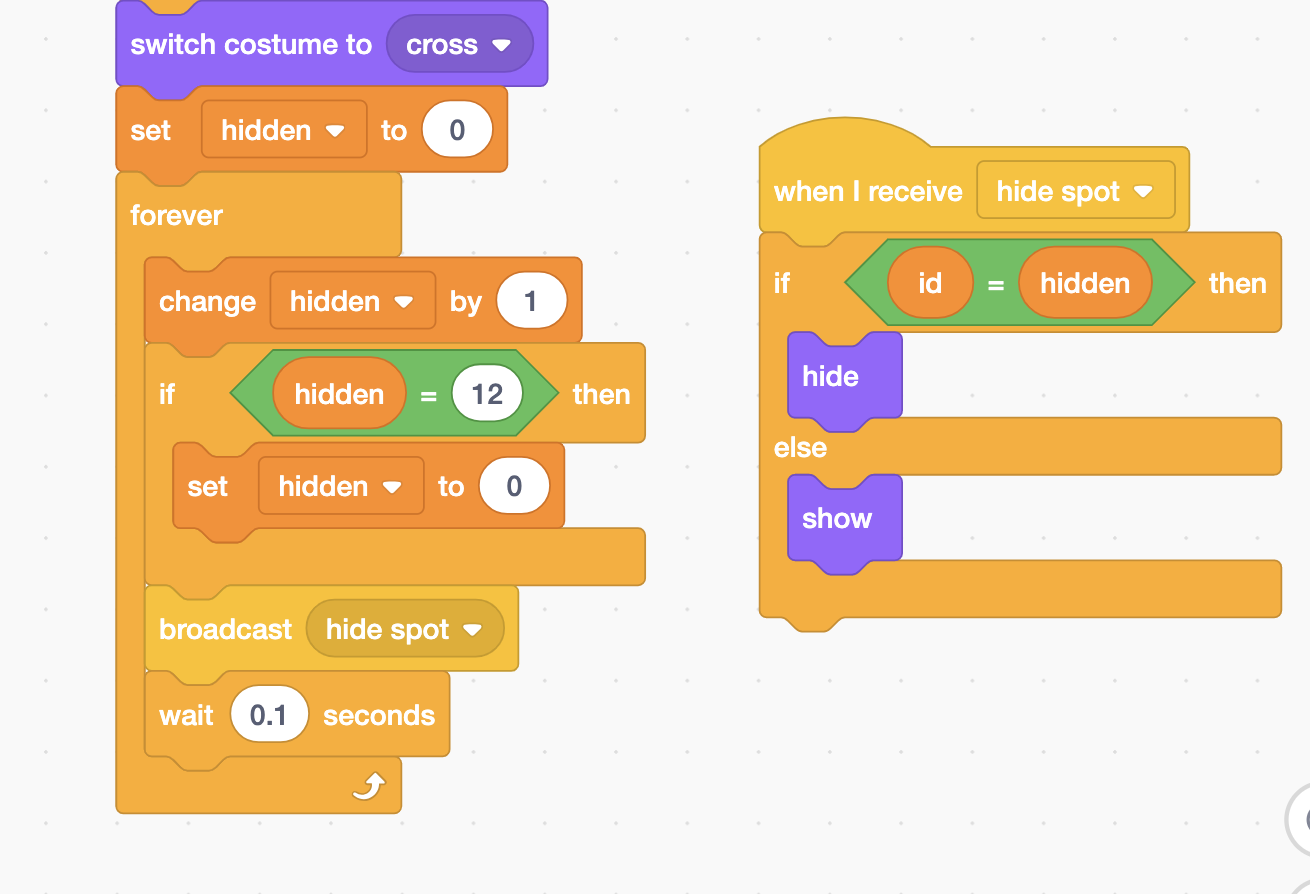 switch costume to cross
set hidden to 0
forever
change hidden by 1
if hidden = 12 then
set hidden to 0
broadcast hide spot
wait 0.1 seconds
when I receive hide spot
if id = hidden then
hide
else
show